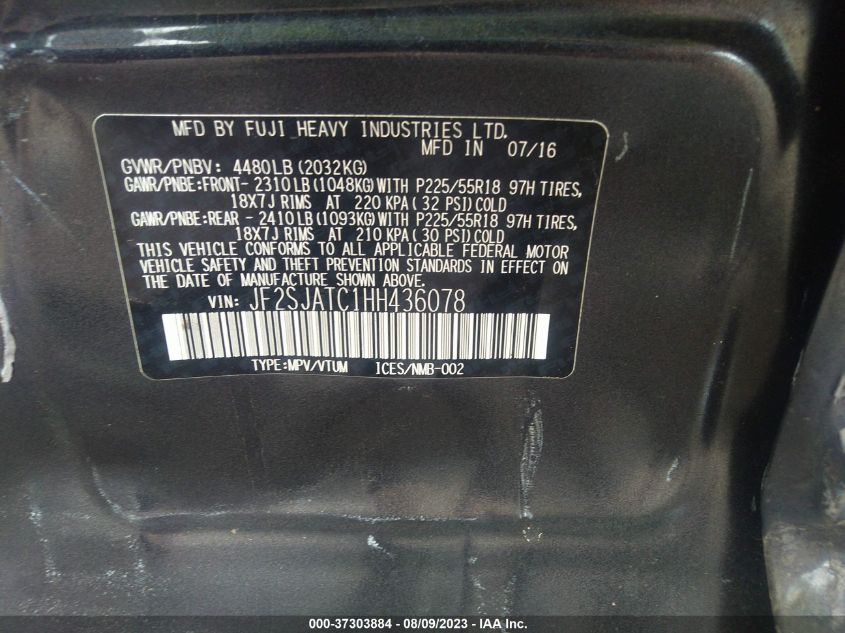 MFD BY FUJI HEAVY INDUSTRIES LTD.
MFD IN 07/16
GVWR/PNBV: 4480LB (2032KG)
GAWR/PNBE:FRONT- 2310LB (1048KG) WITH P225/55R18 97H TIRES,
18X7J RIMS AT 220 KPA( 32 PSI) COLD
GAWR/PNBE:REAR - 2410LB (1093KG) WITH P225/55R18 97H TIRES,
18X7J RIMS AT 210 KPA( 30 PSI) COLD
THIS VEHICLE CONFORMS TO ALL APPLICABLE FEDERAL MOTOR
VEHICLE SAFETY AND THEFT PREVENTION STANDARDS IN EFFECT ON
THE DATE OF MANUFACTURE SHOWN ABOVE.
VIN: JF2SJATC1HH436078
TYPE:MPV/VTUM ICES/NMB-002
000-37303884 - 08/09/2023 - IAA Inc.